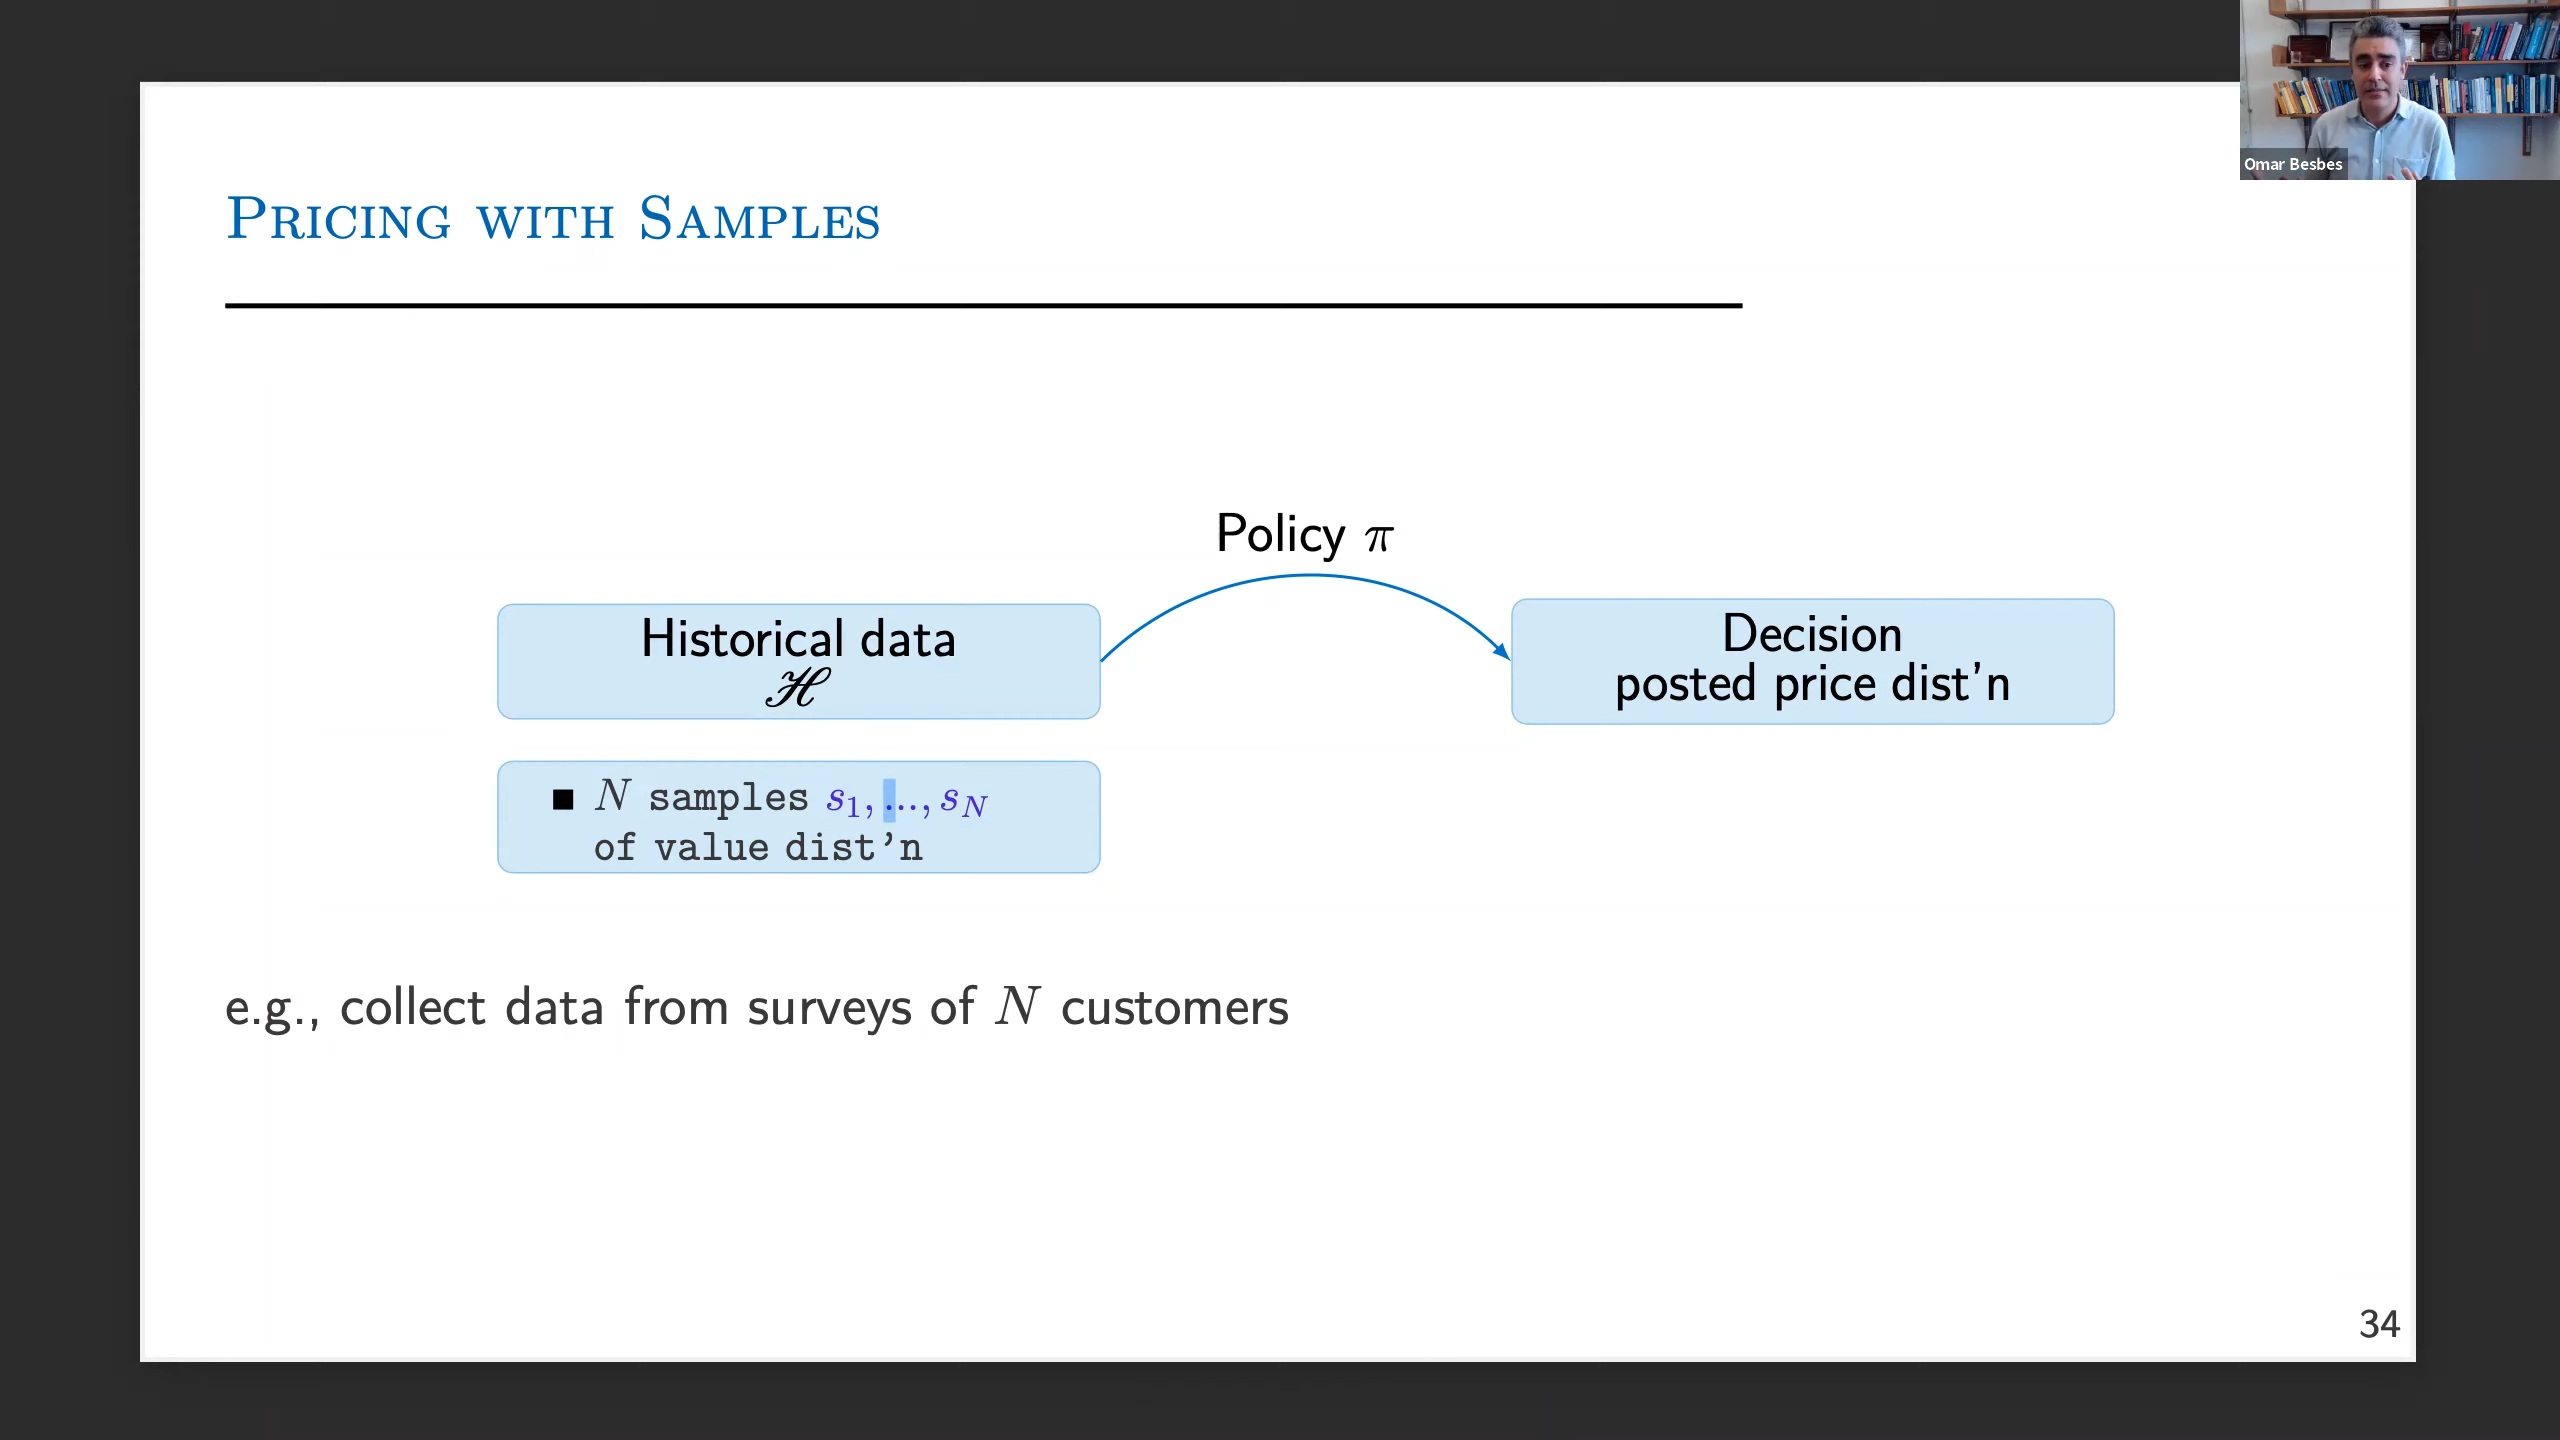 Omar Besbes
Pricing with Samples
Policy π
Historical data
ℋ
Decision
posted price dist'n
■ N samples s₁, ..., s_N
of value dist'n
e.g., collect data from surveys of N customers
34